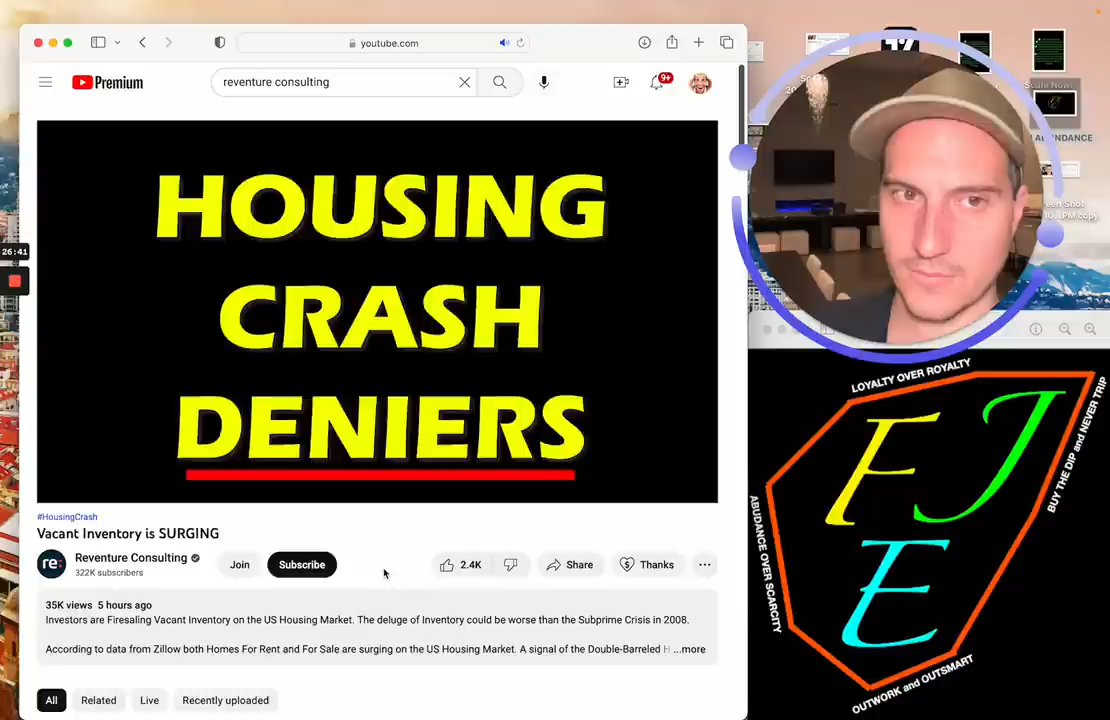 youtube.com
Premium
reventure consulting
9+
HOUSING
CRASH
DENIERS
26:41
#HousingCrash
Vacant Inventory is SURGING
re:
Reventure Consulting
322K subscribers
Join
Subscribe
2.4K
Share
Thanks
35K views 5 hours ago
Investors are Firesaling Vacant Inventory on the US Housing Market. The deluge of Inventory could be worse than the Subprime Crisis in 2008.
According to data from Zillow both Homes For Rent and For Sale are surging on the US Housing Market. A signal of the Double-Barreled H ...more
All
Related
Live
Recently uploaded
ABUNDANCE
PM copy
LOYALTY OVER ROYALTY
BUY THE DIP and NEVER TRIP
ABUDANCE OVER SCARCITY
OUTWORK and OUTSMART
F J
E